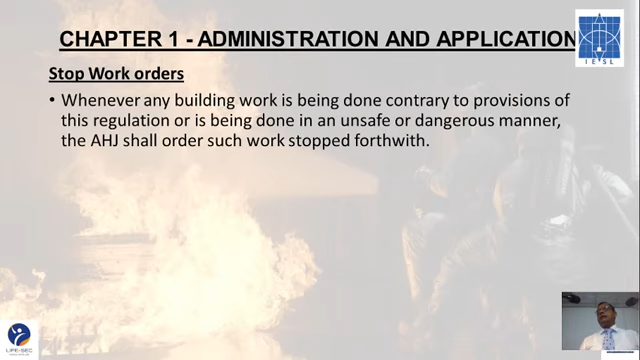 CHAPTER 1 - ADMINISTRATION AND APPLICATION
IESL
Stop Work orders
• Whenever any building work is being done contrary to provisions of
this regulation or is being done in an unsafe or dangerous manner,
the AHJ shall order such work stopped forthwith.
LIFE-SEC